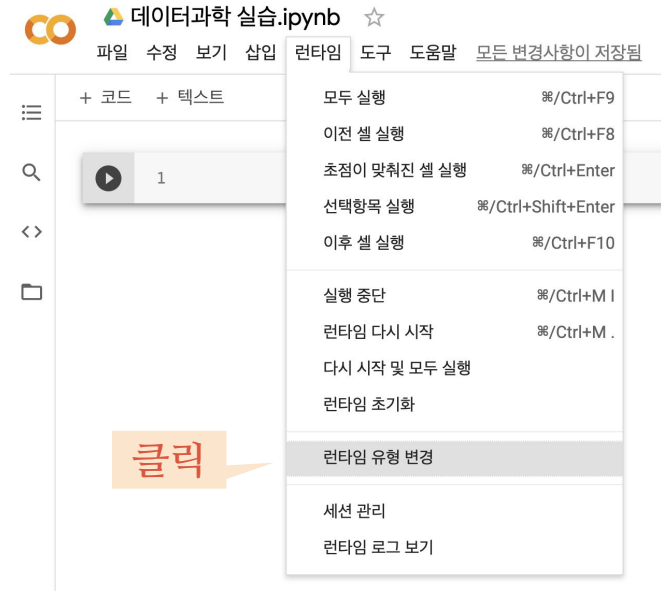 데이터과학 실습.ipynb
파일 수정 보기 삽입 런타임 도구 도움말 모든 변경사항이 저장됨
+ 코드 + 텍스트
1
모두 실행 ⌘/Ctrl+F9
이전 셀 실행 ⌘/Ctrl+F8
초점이 맞춰진 셀 실행 ⌘/Ctrl+Enter
선택항목 실행 ⌘/Ctrl+Shift+Enter
이후 셀 실행 ⌘/Ctrl+F10
실행 중단 ⌘/Ctrl+M I
런타임 다시 시작 ⌘/Ctrl+M .
다시 시작 및 모두 실행
런타임 초기화
클릭
런타임 유형 변경
세션 관리
런타임 로그 보기